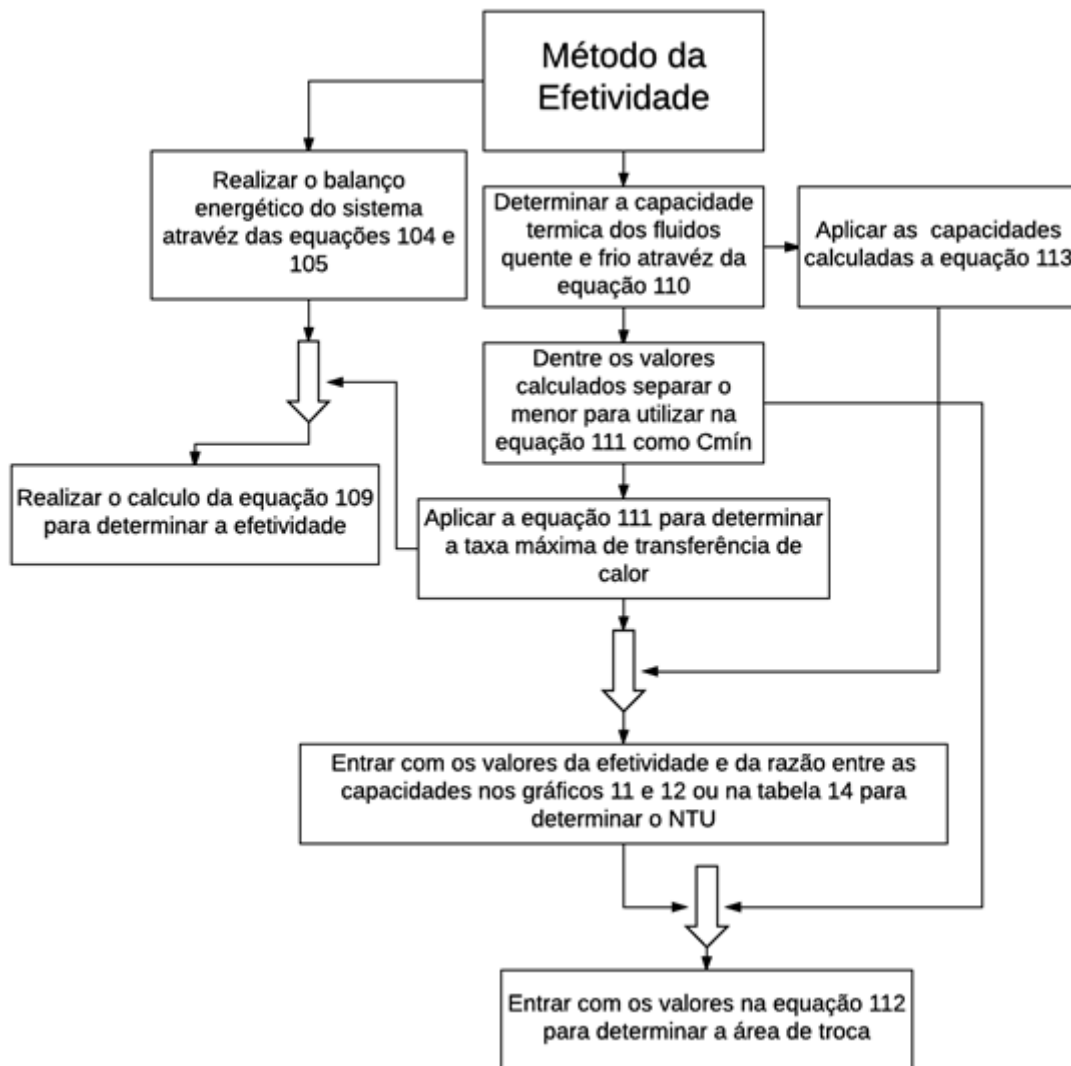 Método da
Efetividade
Realizar o balanço
energético do sistema
atravéz das equações 104 e
105
Determinar a capacidade
termica dos fluidos
quente e frio atravéz da
equação 110
Aplicar as capacidades
calculadas a equação 113
Dentre os valores
calculados separar o
menor para utilizar na
equação 111 como Cmín
Realizar o calculo da equação 109
para determinar a efetividade
Aplicar a equação 111 para determinar
a taxa máxima de transferência de
calor
Entrar com os valores da efetividade e da razão entre as
capacidades nos gráficos 11 e 12 ou na tabela 14 para
determinar o NTU
Entrar com os valores na equação 112
para determinar a área de troca